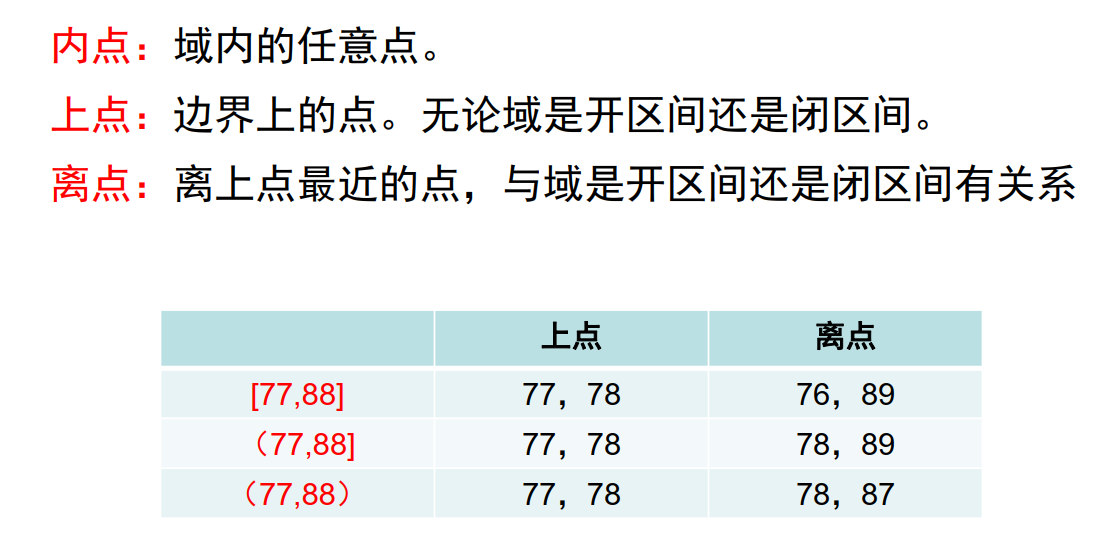 内点：域内的任意点。
上点：边界上的点。无论域是开区间还是闭区间。
离点：离上点最近的点，与域是开区间还是闭区间有关系
上点 离点
[77,88] 77，78 76，89
（77,88] 77，78 78，89
（77,88） 77，78 78，87